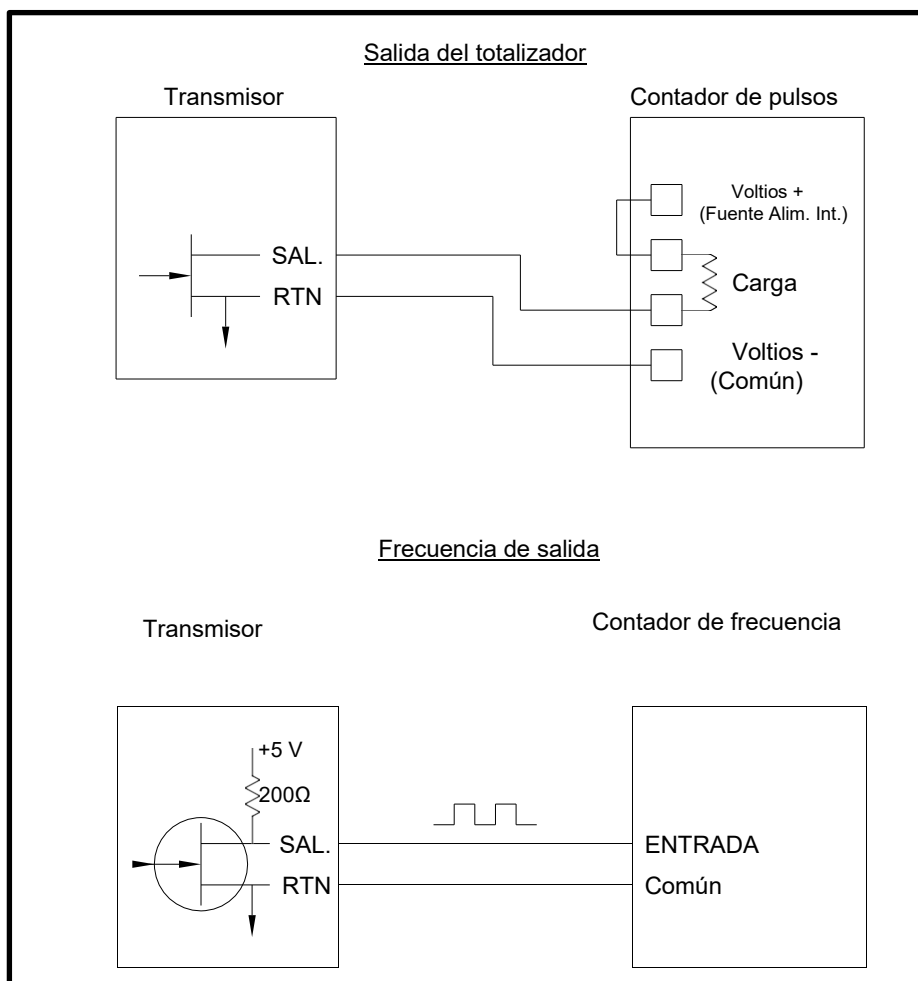 Salida del totalizador
Transmisor
Contador de pulsos
Voltios +
(Fuente Alim. Int.)
SAL.
RTN
Carga
Voltios -
(Común)
Frecuencia de salida
Transmisor
Contador de frecuencia
+5 V
200Ω
SAL.
RTN
ENTRADA
Común